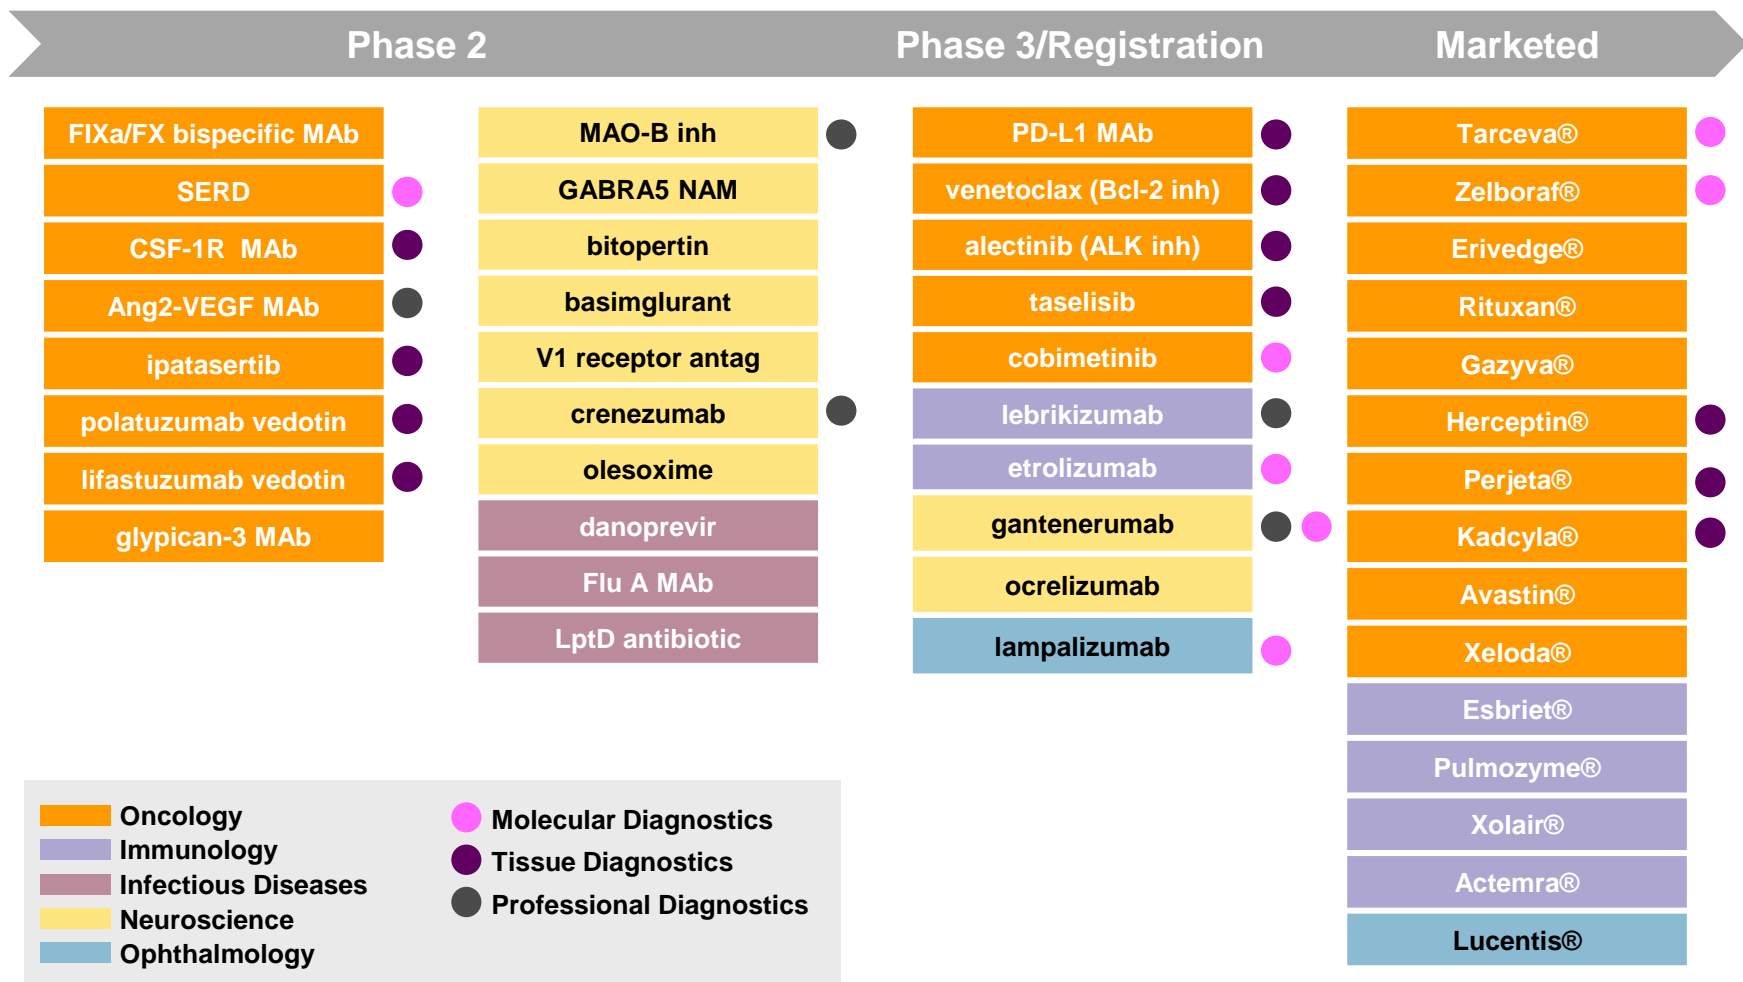 Phase 2
Phase 3/Registration
Marketed
FIXa/FX bispecific MAb
SERD
CSF-1R  MAb
Ang2-VEGF MAb
ipatasertib
polatuzumab vedotin
lifastuzumab vedotin
glypican-3 MAb
MAO-B inh
GABRA5 NAM
bitopertin
basimglurant
V1 receptor antag
crenezumab
olesoxime
danoprevir
Flu A MAb
LptD antibiotic
PD-L1 MAb
venetoclax (Bcl-2 inh)
alectinib (ALK inh)
taselisib
cobimetinib
lebrikizumab
etrolizumab
gantenerumab
ocrelizumab
lampalizumab
Tarceva®
Zelboraf®
Erivedge®
Rituxan®
Gazyva®
Herceptin®
Perjeta®
Kadcyla®
Avastin®
Xeloda®
Esbriet®
Pulmozyme®
Xolair®
Actemra®
Lucentis®
Oncology
Immunology
Infectious Diseases
Neuroscience
Ophthalmology
Molecular Diagnostics
Tissue Diagnostics
Professional Diagnostics